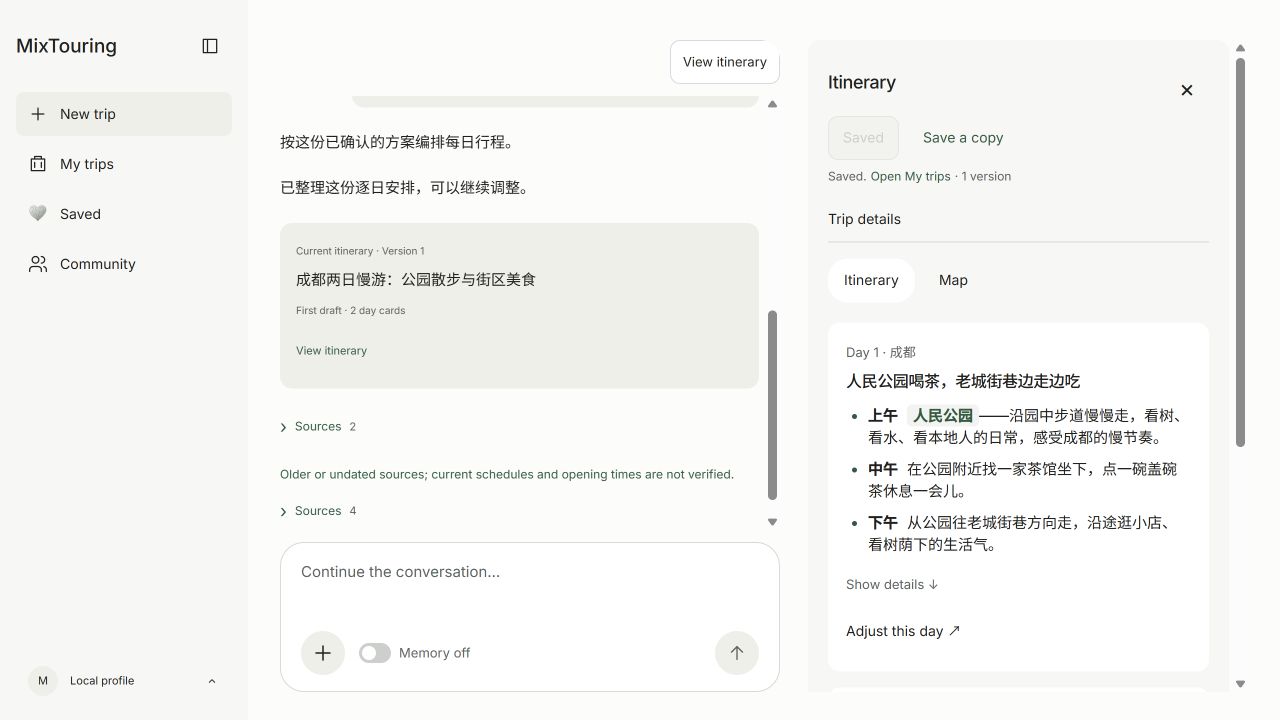 MixTouring
New trip
My trips
Saved
Community
M
Local profile
View itinerary
按这份已确认的方案编排每日行程。
已整理这份逐日安排，可以继续调整。
Current itinerary · Version 1
成都两日慢游：公园散步与街区美食
First draft · 2 day cards
View itinerary
Sources 2
Older or undated sources; current schedules and opening times are not verified.
Sources 4
Continue the conversation...
Memory off
Itinerary
Saved
Save a copy
Saved. Open My trips · 1 version
Trip details
Itinerary
Map
Day 1 · 成都
人民公园喝茶，老城街巷边走边吃
上午 人民公园——沿园中步道慢慢走，看树、
看水、看本地人的日常，感受成都的慢节奏。
中午 在公园附近找一家茶馆坐下，点一碗盖碗
茶休息一会儿。
下午 从公园往老城街巷方向走，沿途逛小店、
看树荫下的生活气。
Show details ↓
Adjust this day ↗